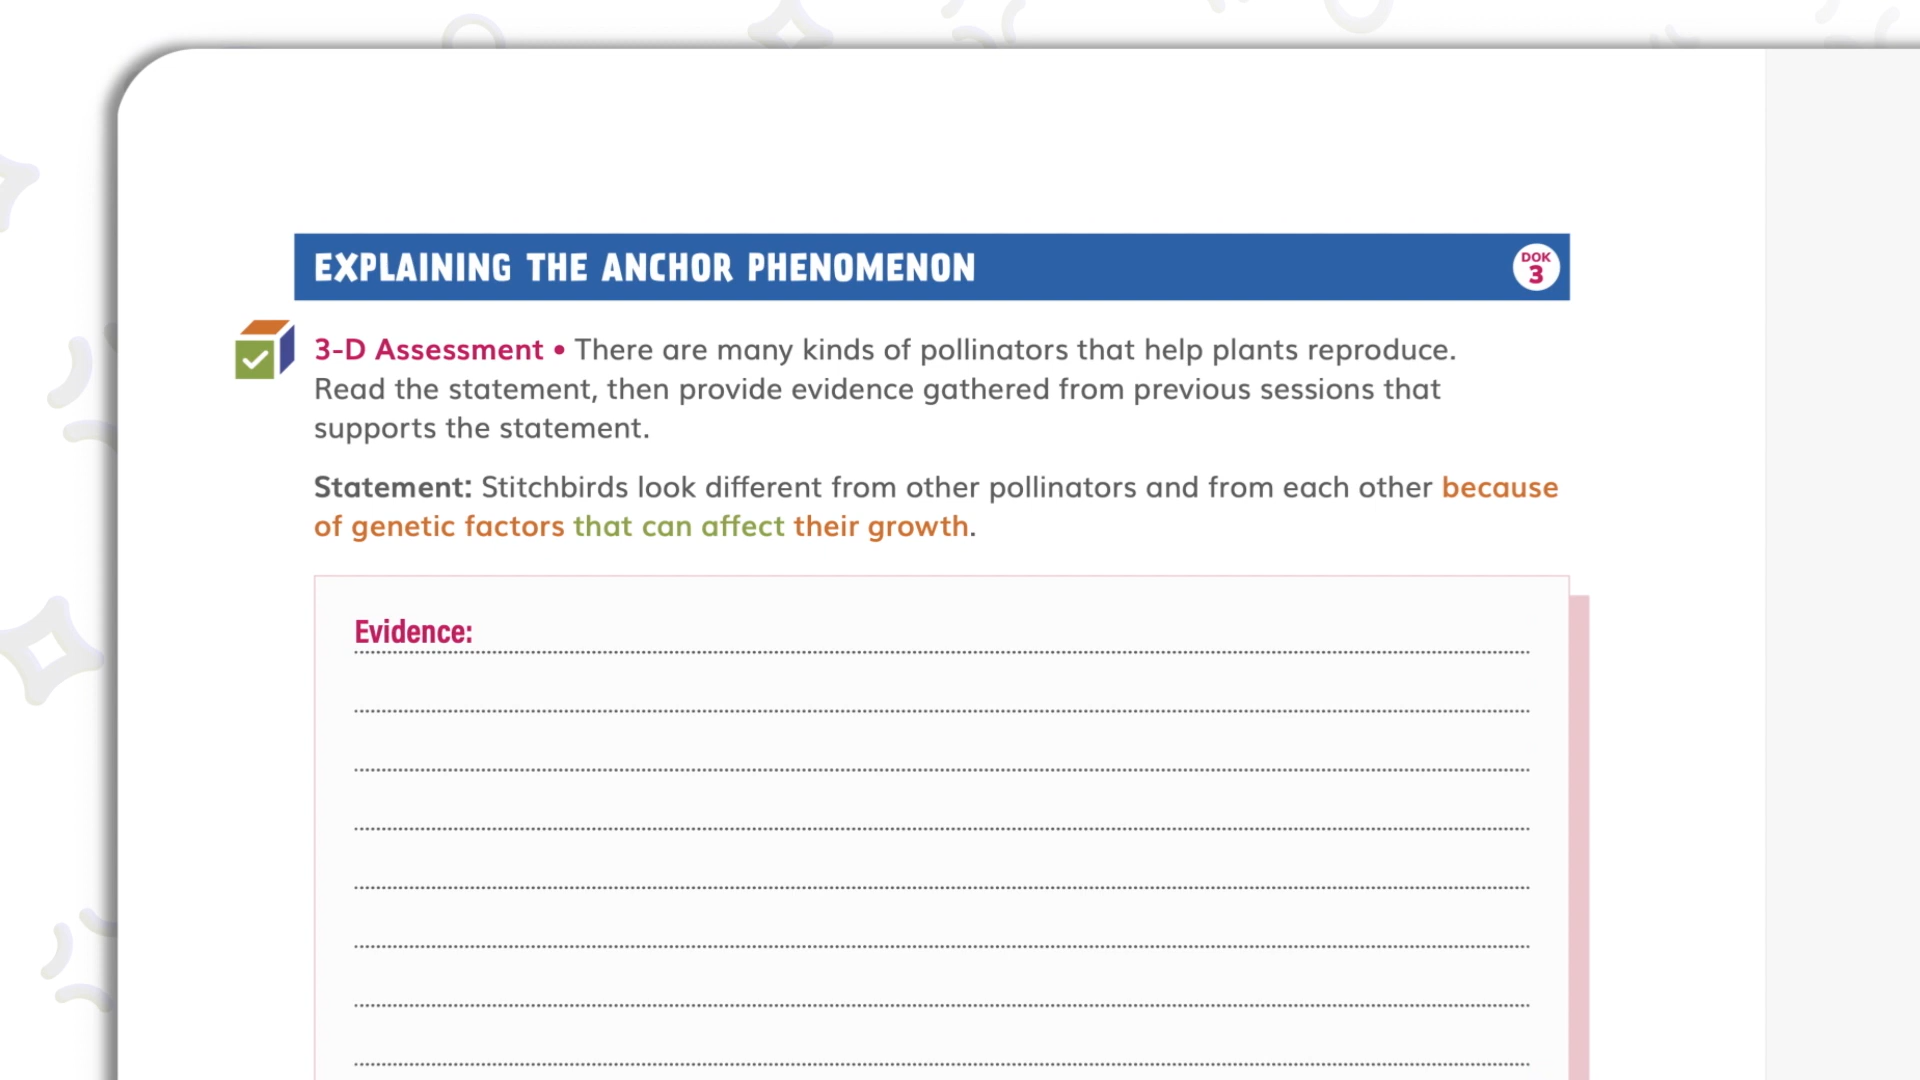 EXPLAINING THE ANCHOR PHENOMENON
DOK
3
3-D Assessment • There are many kinds of pollinators that help plants reproduce.
Read the statement, then provide evidence gathered from previous sessions that
supports the statement.
Statement: Stitchbirds look different from other pollinators and from each other because
of genetic factors that can affect their growth.
Evidence: